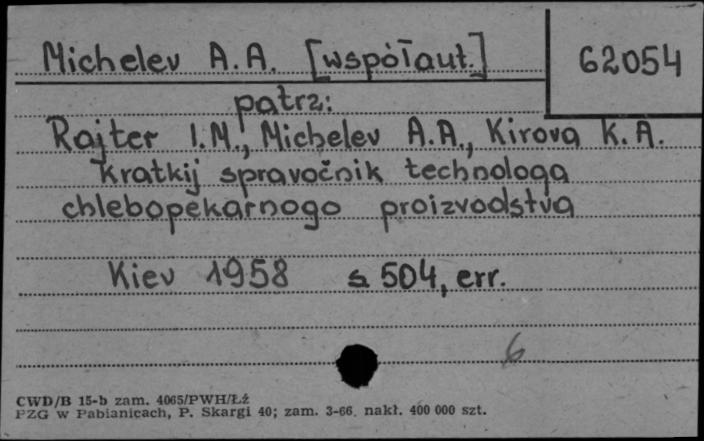 Michelev A.A. [współaut.]
62054
patrz:
Rajter I.M., Michelev A.A., Kirova K.A.
Kratkij spravočnik technologa
chlebopekarnogo proizvodstva
Kiev 1958 s 504, err.
6
CWD/B 15-b zam. 4065/PWH/Łź
PZG w Pabianicach, P. Skargi 40; zam. 3-66. nakł. 400 000 szt.